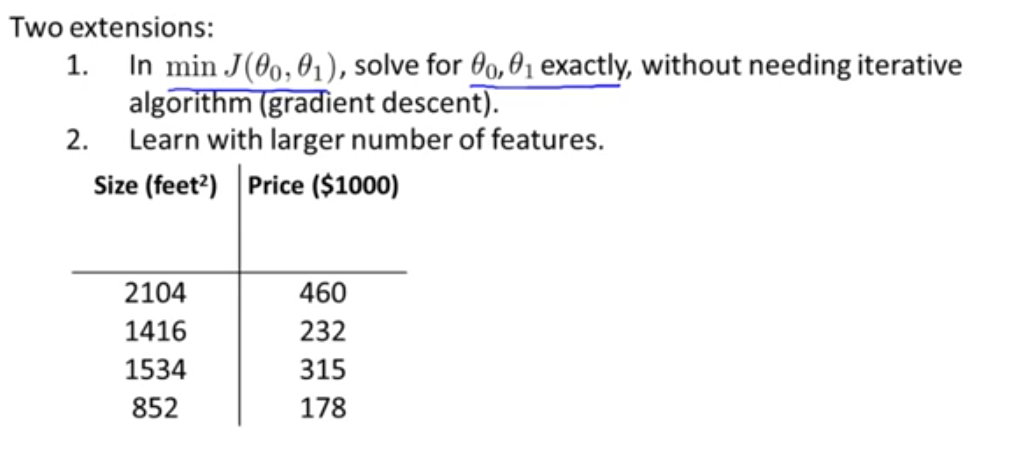 Two extensions:
1. In min J(θ₀, θ₁), solve for θ₀, θ₁ exactly, without needing iterative
algorithm (gradient descent).
2. Learn with larger number of features.
Size (feet²) Price ($1000)
2104 460
1416 232
1534 315
852 178